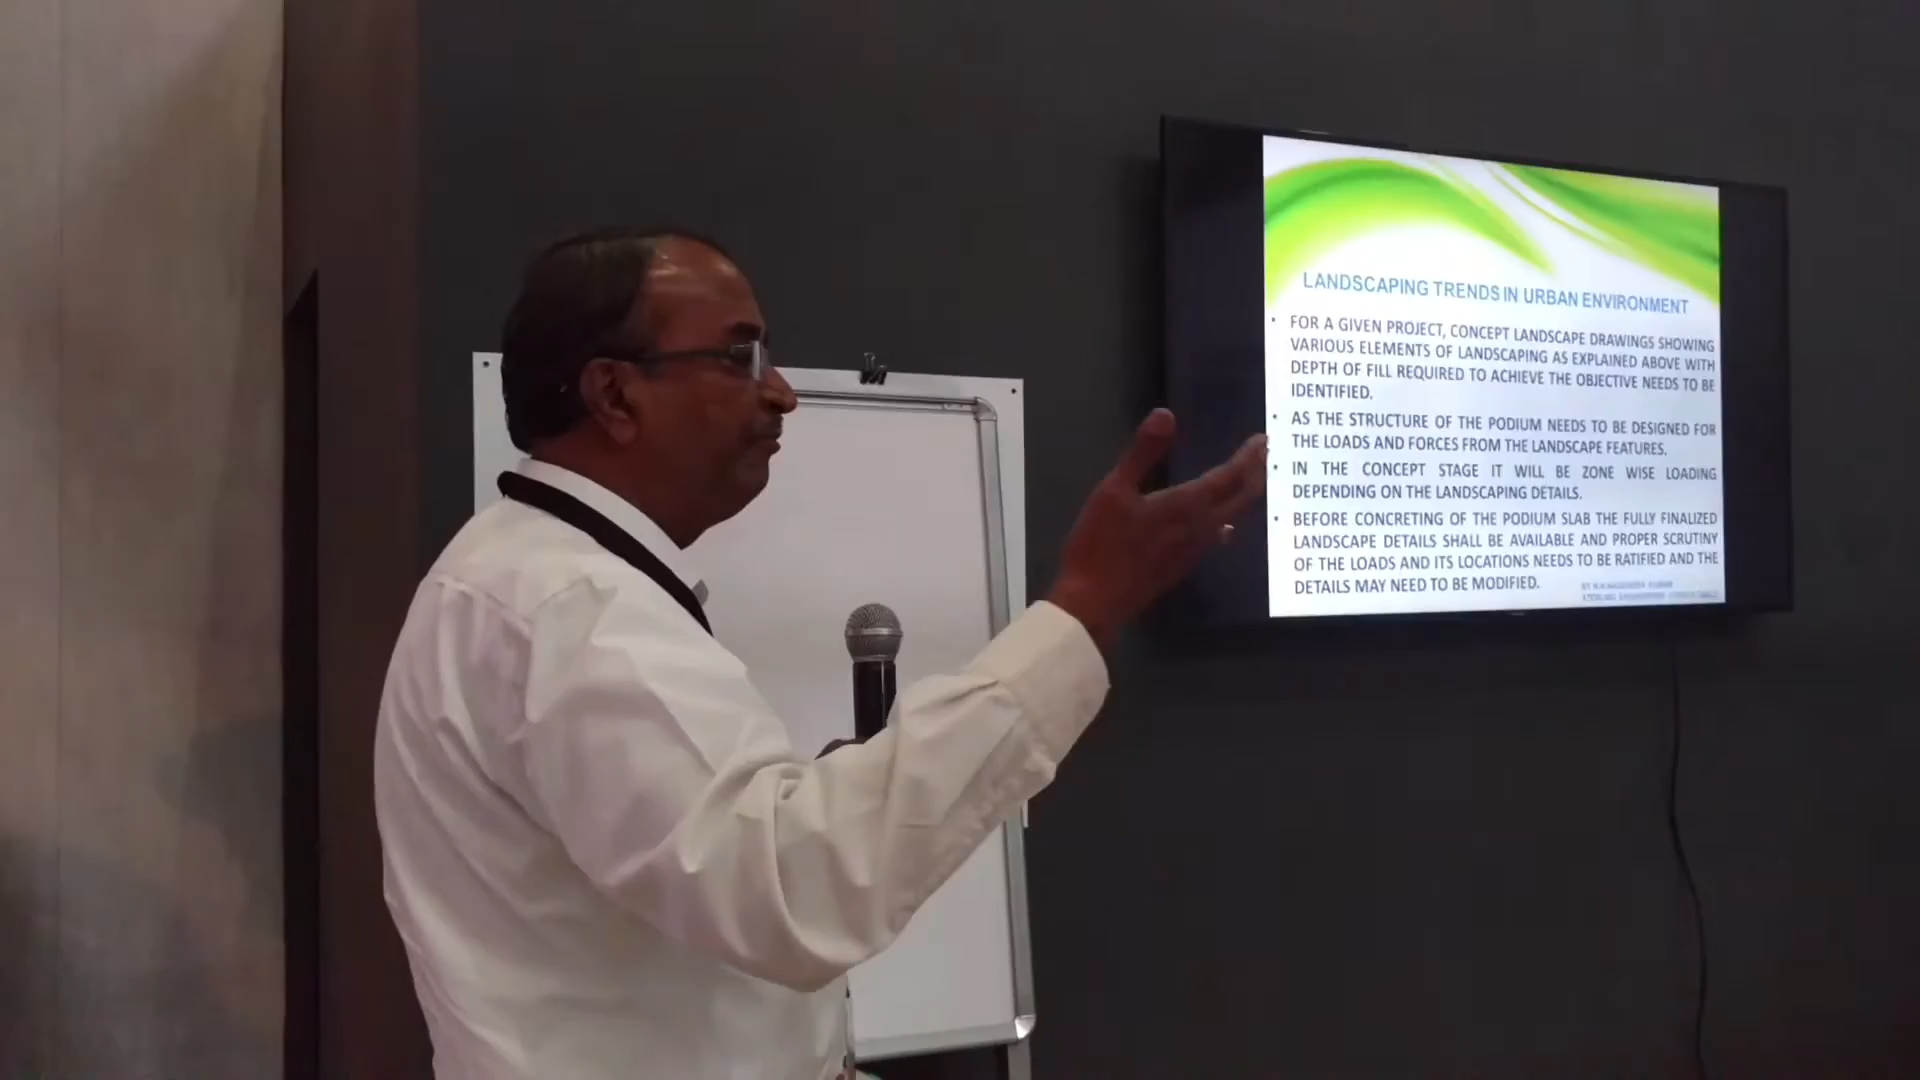 LANDSCAPING TRENDS IN URBAN ENVIRONMENT
• FOR A GIVEN PROJECT, CONCEPT LANDSCAPE DRAWINGS SHOWING
VARIOUS ELEMENTS OF LANDSCAPING AS EXPLAINED ABOVE WITH
DEPTH OF FILL REQUIRED TO ACHIEVE THE OBJECTIVE NEEDS TO BE
IDENTIFIED.
• AS THE STRUCTURE OF THE PODIUM NEEDS TO BE DESIGNED FOR
THE LOADS AND FORCES FROM THE LANDSCAPE FEATURES.
• IN THE CONCEPT STAGE IT WILL BE ZONE WISE LOADING
DEPENDING ON THE LANDSCAPING DETAILS.
• BEFORE CONCRETING OF THE PODIUM SLAB THE FULLY FINALIZED
LANDSCAPE DETAILS SHALL BE AVAILABLE AND PROPER SCRUTINY
OF THE LOADS AND ITS LOCATIONS NEEDS TO BE RATIFIED AND THE
DETAILS MAY NEED TO BE MODIFIED.